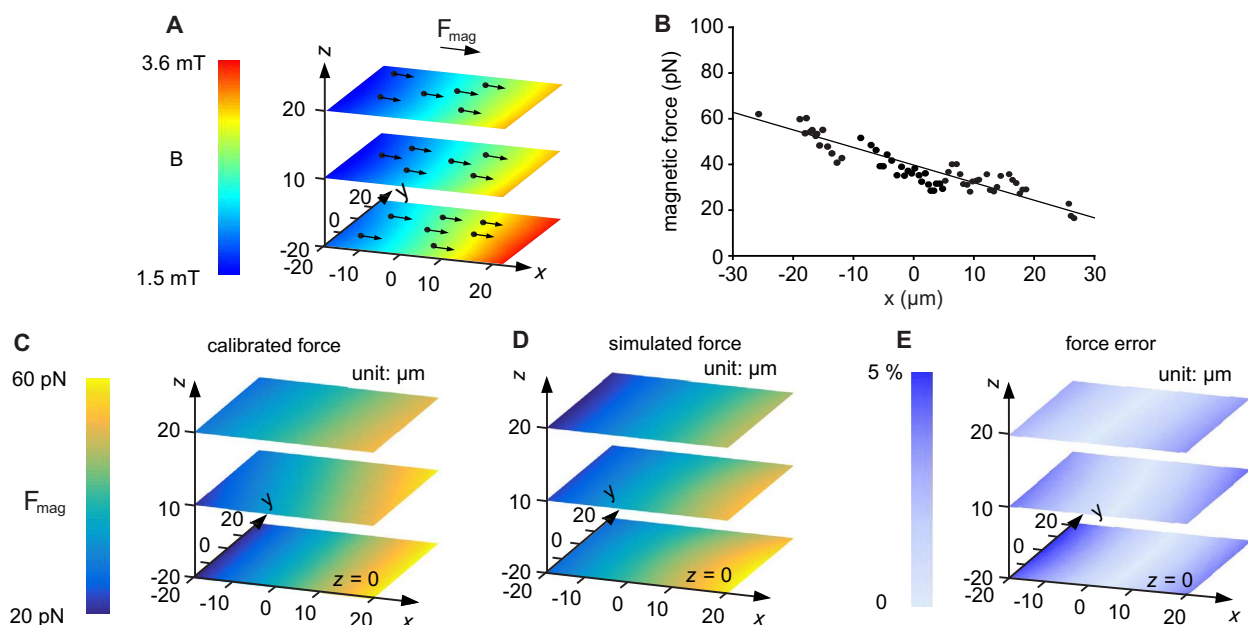 A
F mag
3.6 mT
B
1.5 mT
z
20
10
20
0
-20
y
-20
-10
0
10
20
x
B
magnetic force (pN)
100
80
60
40
20
0
-30
-20
-10
0
10
20
30
x (µm)
C
calibrated force
unit: µm
60 pN
F mag
20 pN
z
20
10
20
0
-20
y
z = 0
-20
-10
0
10
20
x
D
simulated force
unit: µm
z
20
10
20
0
-20
y
z = 0
-20
-10
0
10
20
x
E
force error
unit: µm
5 %
0
z
20
10
20
0
-20
y
z = 0
-20
-10
0
10
20
x